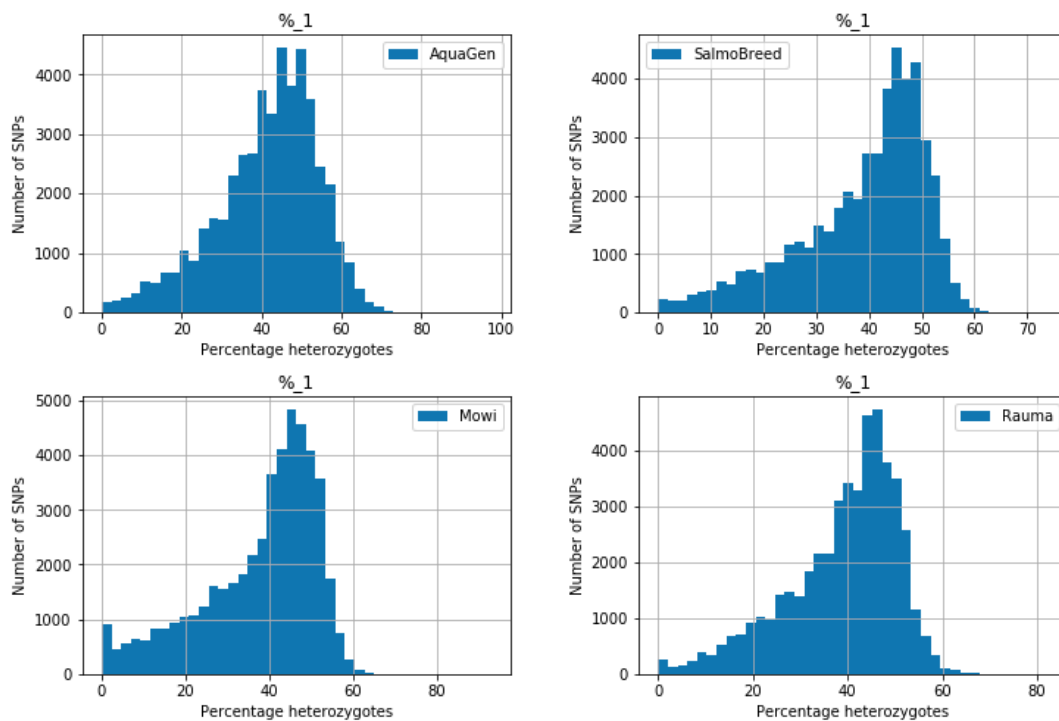 %_1
AquaGen
Number of SNPs
4000
3000
2000
1000
0
0 20 40 60 80 100
Percentage heterozygotes
%_1
SalmoBreed
Number of SNPs
4000
3000
2000
1000
0
0 10 20 30 40 50 60 70
Percentage heterozygotes
%_1
Mowi
Number of SNPs
5000
4000
3000
2000
1000
0
0 20 40 60 80
Percentage heterozygotes
%_1
Rauma
Number of SNPs
4000
3000
2000
1000
0
0 20 40 60 80
Percentage heterozygotes